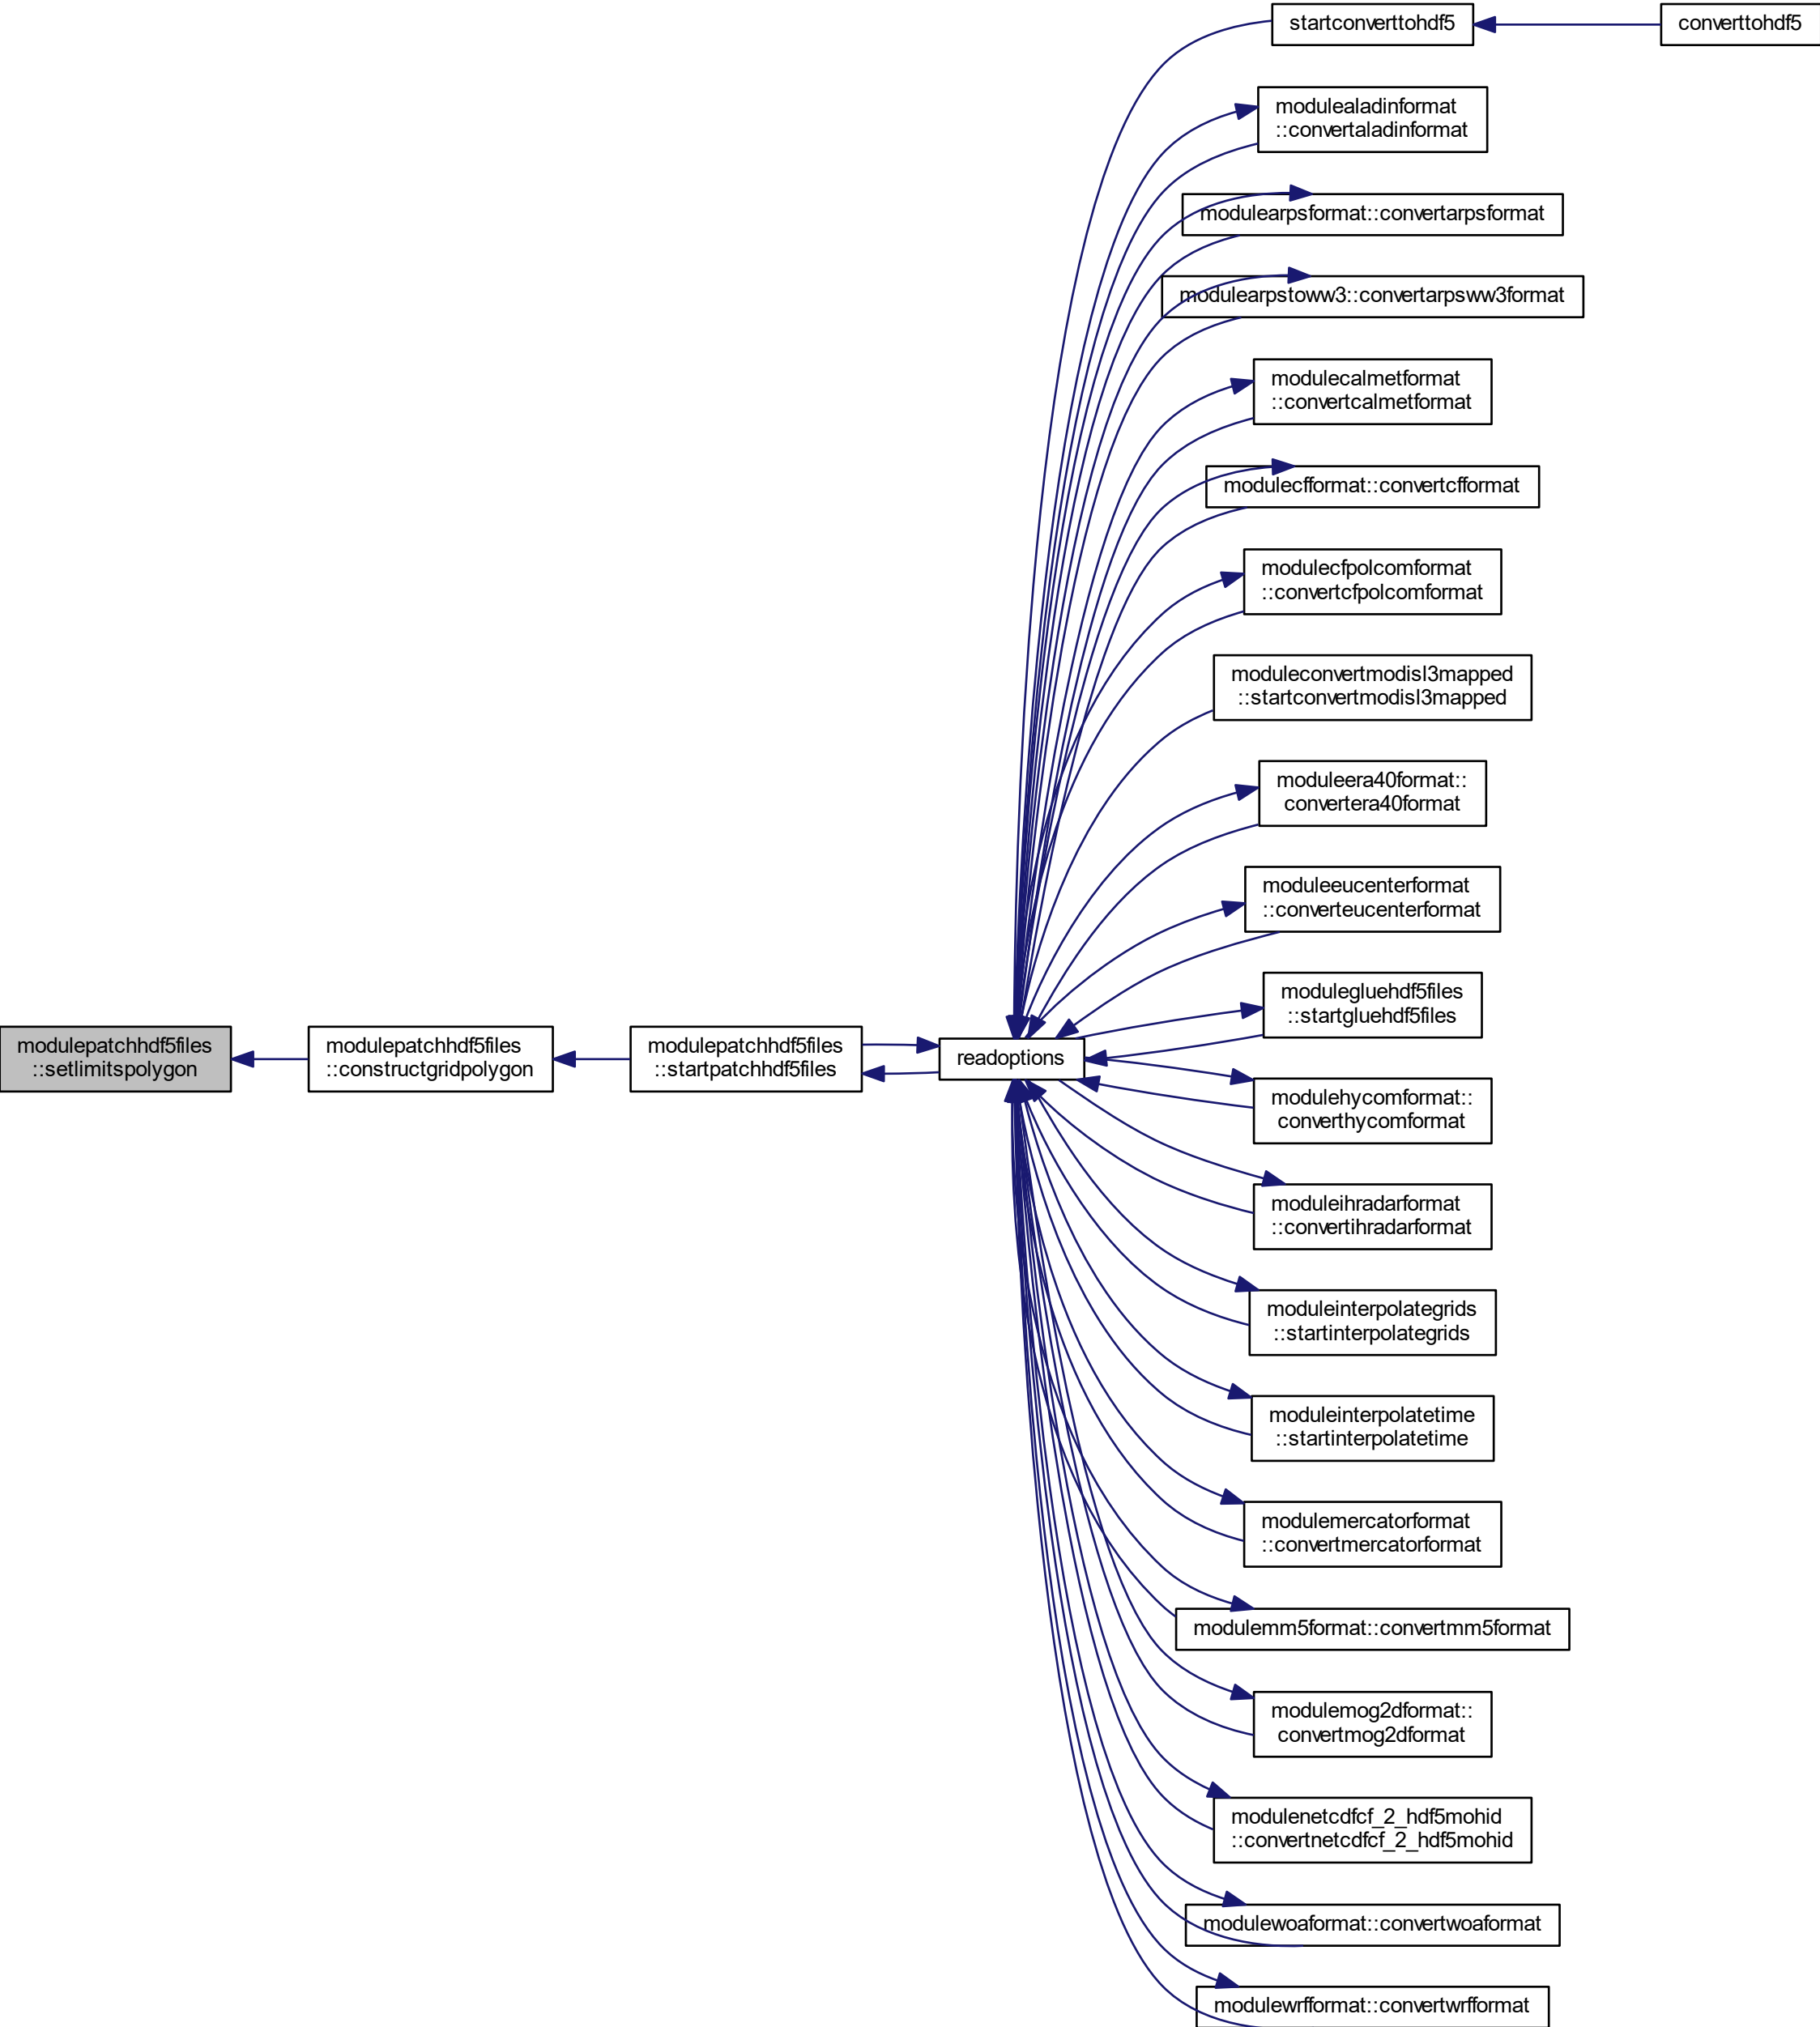 startconverttohdf5
converttohdf5
modulealadinformat
::convertaladinformat
modulearpsformat::convertarpsformat
modulearpstoww3::convertarpsww3format
modulecalmetformat
::convertcalmetformat
modulecfformat::convertcfformat
modulecfpolcomformat
::convertcfpolcomformat
moduleconvertmodisl3mapped
::startconvertmodisl3mapped
moduleera40format::
convertera40format
moduleeucenterformat
::converteucenterformat
modulegluehdf5files
::startgluehdf5files
modulepatchhdf5files
::setlimitspolygon
modulepatchhdf5files
::constructgridpolygon
modulepatchhdf5files
::startpatchhdf5files
readoptions
modulehycomformat::
converthycomformat
moduleihradarformat
::convertihradarformat
moduleinterpolategrids
::startinterpolategrids
moduleinterpolatetime
::startinterpolatetime
modulemercatorformat
::convertmercatorformat
modulemm5format::convertmm5format
modulemog2dformat::
convertmog2dformat
modulenetcdfcf_2_hdf5mohid
::convertnetcdfcf_2_hdf5mohid
modulewoaformat::convertwoaformat
modulewrfformat::convertwrfformat